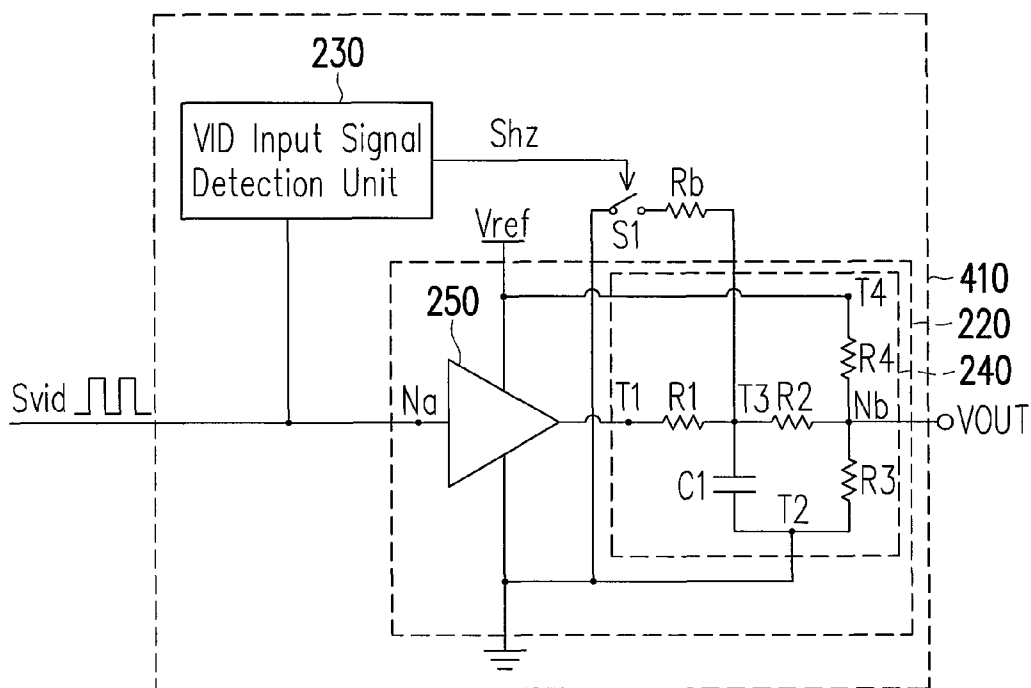 230
VID Input Signal
Detection Unit
Shz
Rb
S1
Vref
410
T4
250
220
R4
240
Svid
Na
T1
R1
T3
R2
Nb
VOUT
C1
R3
T2